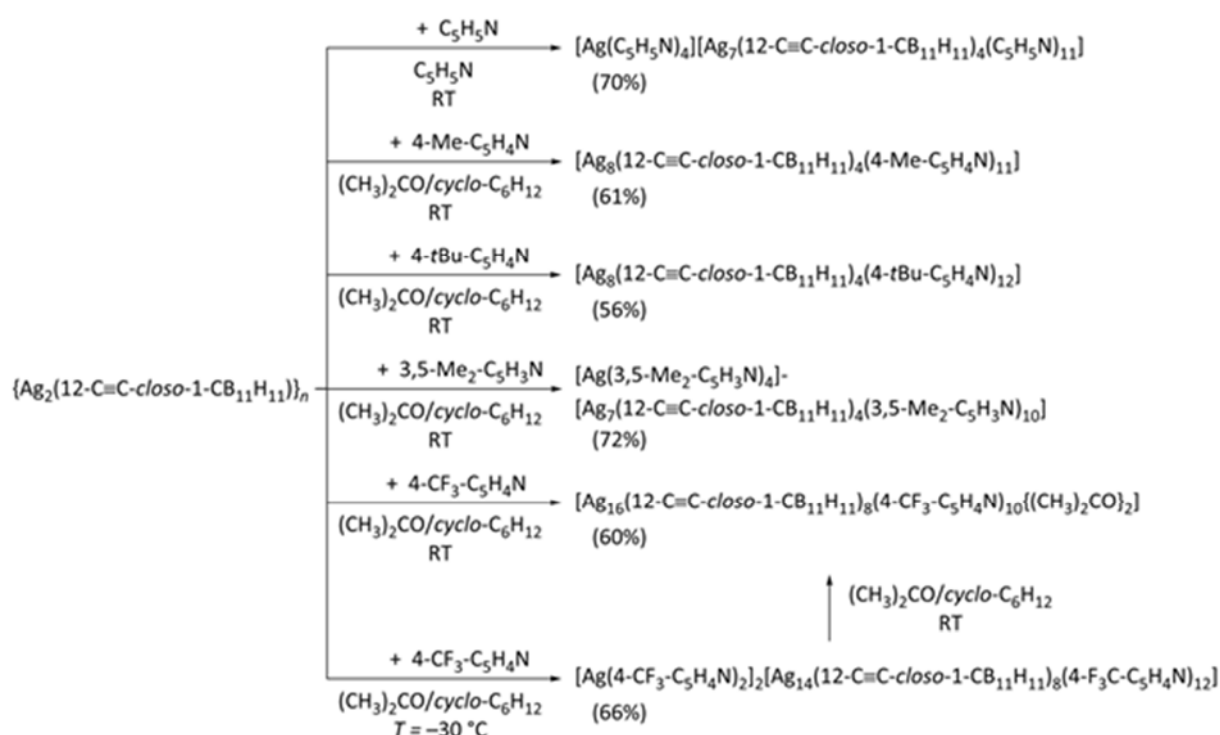 + C₅H₅N
[Ag(C₅H₅N)₄][Ag₇(12-C≡C-closo-1-CB₁₁H₁₁)₄(C₅H₅N)₁₁]
C₅H₅N
(70%)
RT
+ 4-Me-C₅H₄N
[Ag₈(12-C≡C-closo-1-CB₁₁H₁₁)₄(4-Me-C₅H₄N)₁₁]
(CH₃)₂CO/cyclo-C₆H₁₂
(61%)
RT
+ 4-tBu-C₅H₄N
[Ag₈(12-C≡C-closo-1-CB₁₁H₁₁)₄(4-tBu-C₅H₄N)₁₂]
(CH₃)₂CO/cyclo-C₆H₁₂
(56%)
RT
{Ag₂(12-C≡C-closo-1-CB₁₁H₁₁)}ₙ
+ 3,5-Me₂-C₅H₃N
[Ag(3,5-Me₂-C₅H₃N)₄]-
(CH₃)₂CO/cyclo-C₆H₁₂
[Ag₇(12-C≡C-closo-1-CB₁₁H₁₁)₄(3,5-Me₂-C₅H₃N)₁₀]
RT
(72%)
+ 4-CF₃-C₅H₄N
[Ag₁₆(12-C≡C-closo-1-CB₁₁H₁₁)₈(4-CF₃-C₅H₄N)₁₀{(CH₃)₂CO}₂]
(CH₃)₂CO/cyclo-C₆H₁₂
(60%)
RT
(CH₃)₂CO/cyclo-C₆H₁₂
RT
+ 4-CF₃-C₅H₄N
[Ag(4-CF₃-C₅H₄N)₂]₂[Ag₁₄(12-C≡C-closo-1-CB₁₁H₁₁)₈(4-F₃C-C₅H₄N)₁₂]
(CH₃)₂CO/cyclo-C₆H₁₂
(66%)
T = –30 °C